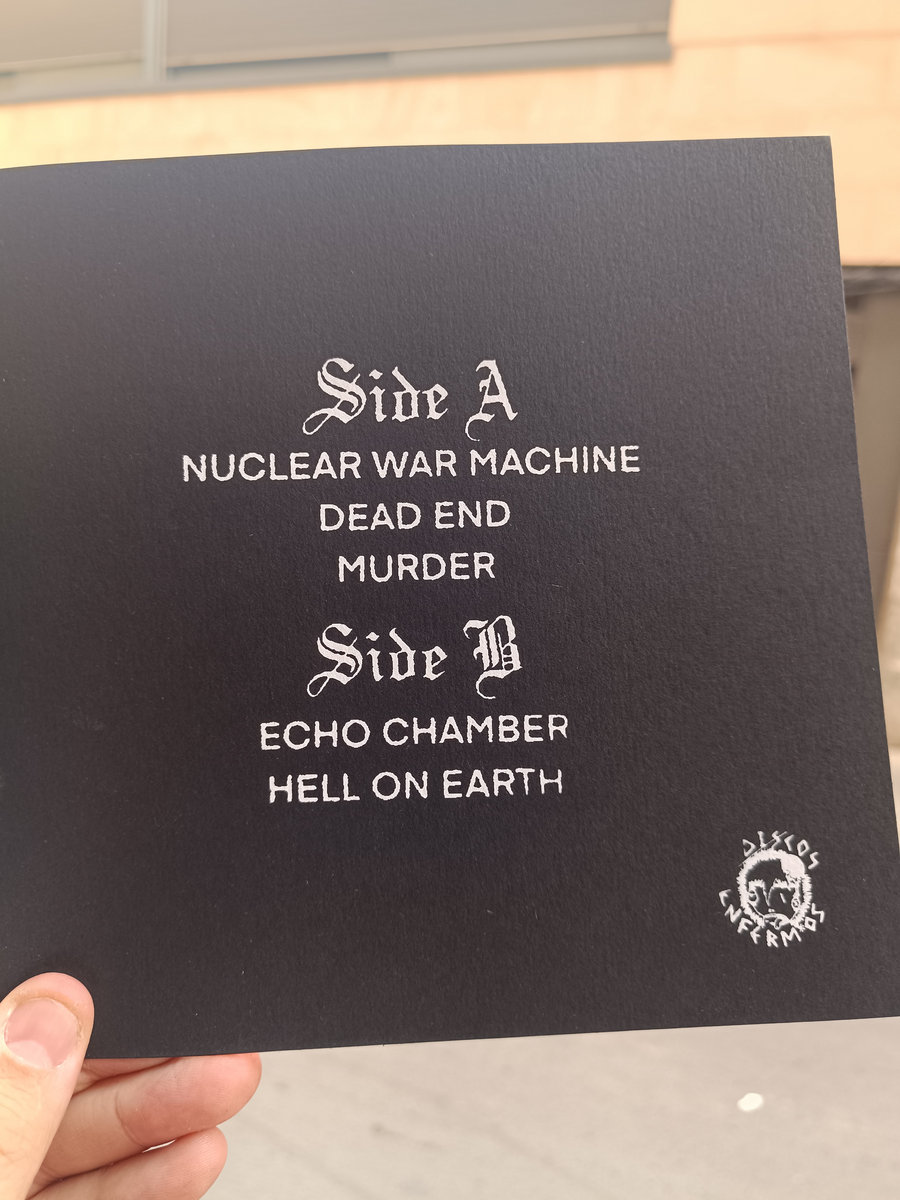 Side A
NUCLEAR WAR MACHINE
DEAD END
MURDER
Side B
ECHO CHAMBER
HELL ON EARTH
DISCOS
ENFERMOS